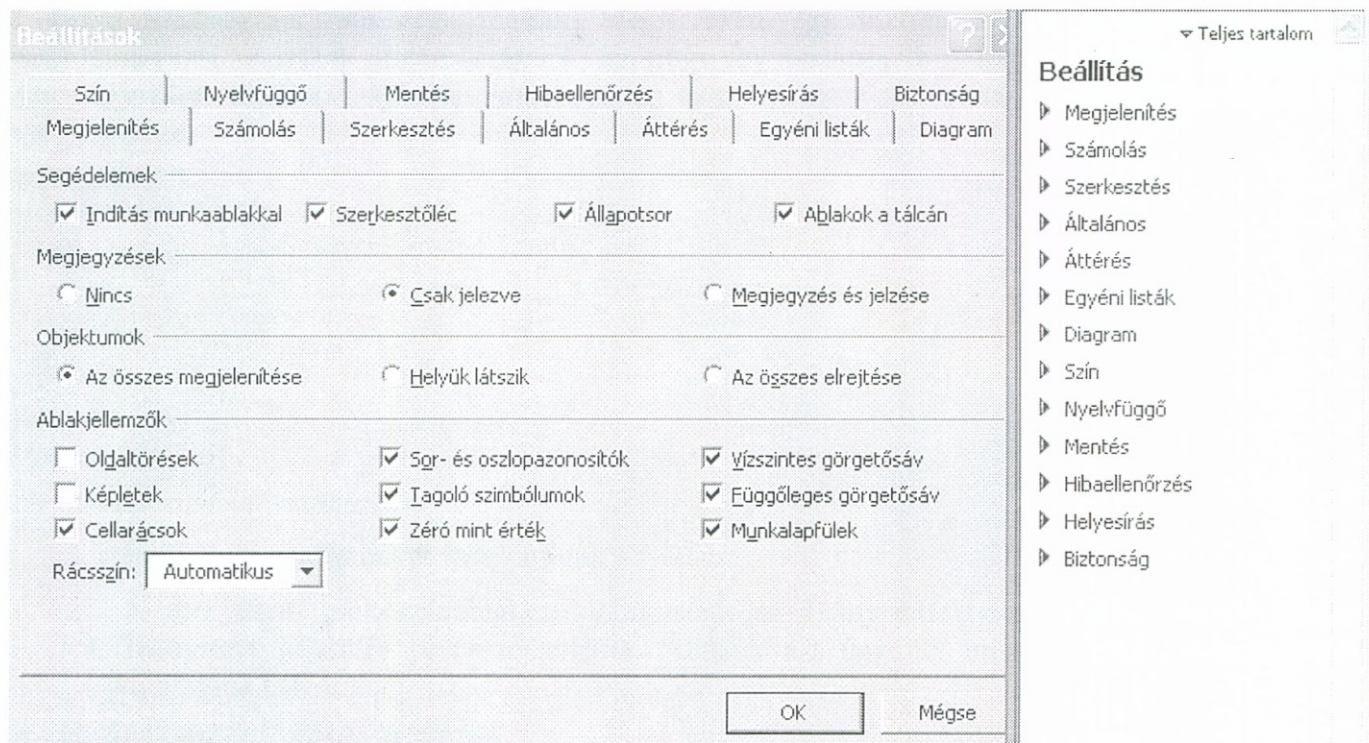 Beállítások
Szín Nyelvfüggő Mentés Hibaellenőrzés Helyesírás Biztonság
Megjelenítés Számolás Szerkesztés Általános Áttérés Egyéni listák Diagram
Segédelemek
Indítás munkaablakkal Szerkesztőléc Állapotsor Ablakok a tálcán
Megjegyzések
Nincs Csak jelezve Megjegyzés és jelzése
Objektumok
Az összes megjelenítése Helyük látszik Az összes elrejtése
Ablakjellemzők
Oldaltörések Sor- és oszlopazonosítók Vízszintes görgetősáv
Képletek Tagoló szimbólumok Függőleges görgetősáv
Cellarácsok Zéró mint érték Munkalapfülek
Rácsszín: Automatikus
OK Mégse
Teljes tartalom
Beállítás
Megjelenítés
Számolás
Szerkesztés
Általános
Áttérés
Egyéni listák
Diagram
Szín
Nyelvfüggő
Mentés
Hibaellenőrzés
Helyesírás
Biztonság